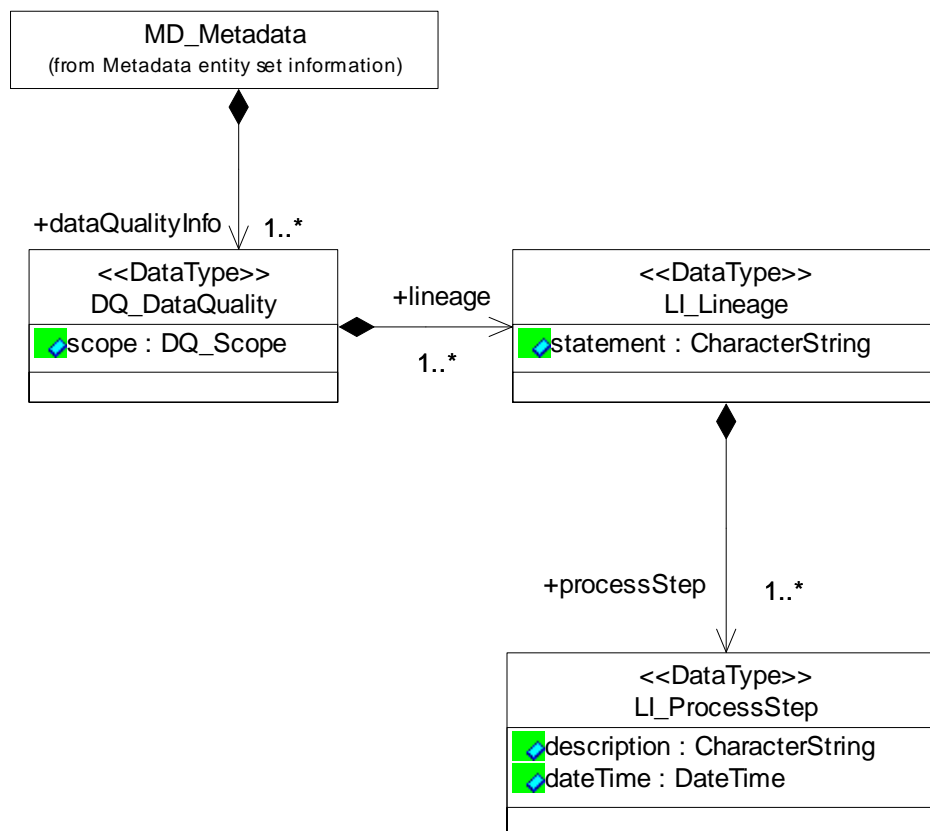 MD_Metadata
(from Metadata entity set information)
+dataQualityInfo 1..*
<<DataType>>
DQ_DataQuality
scope : DQ_Scope
+lineage
1..*
<<DataType>>
LI_Lineage
statement : CharacterString
+processStep 1..*
<<DataType>>
LI_ProcessStep
description : CharacterString
dateTime : DateTime